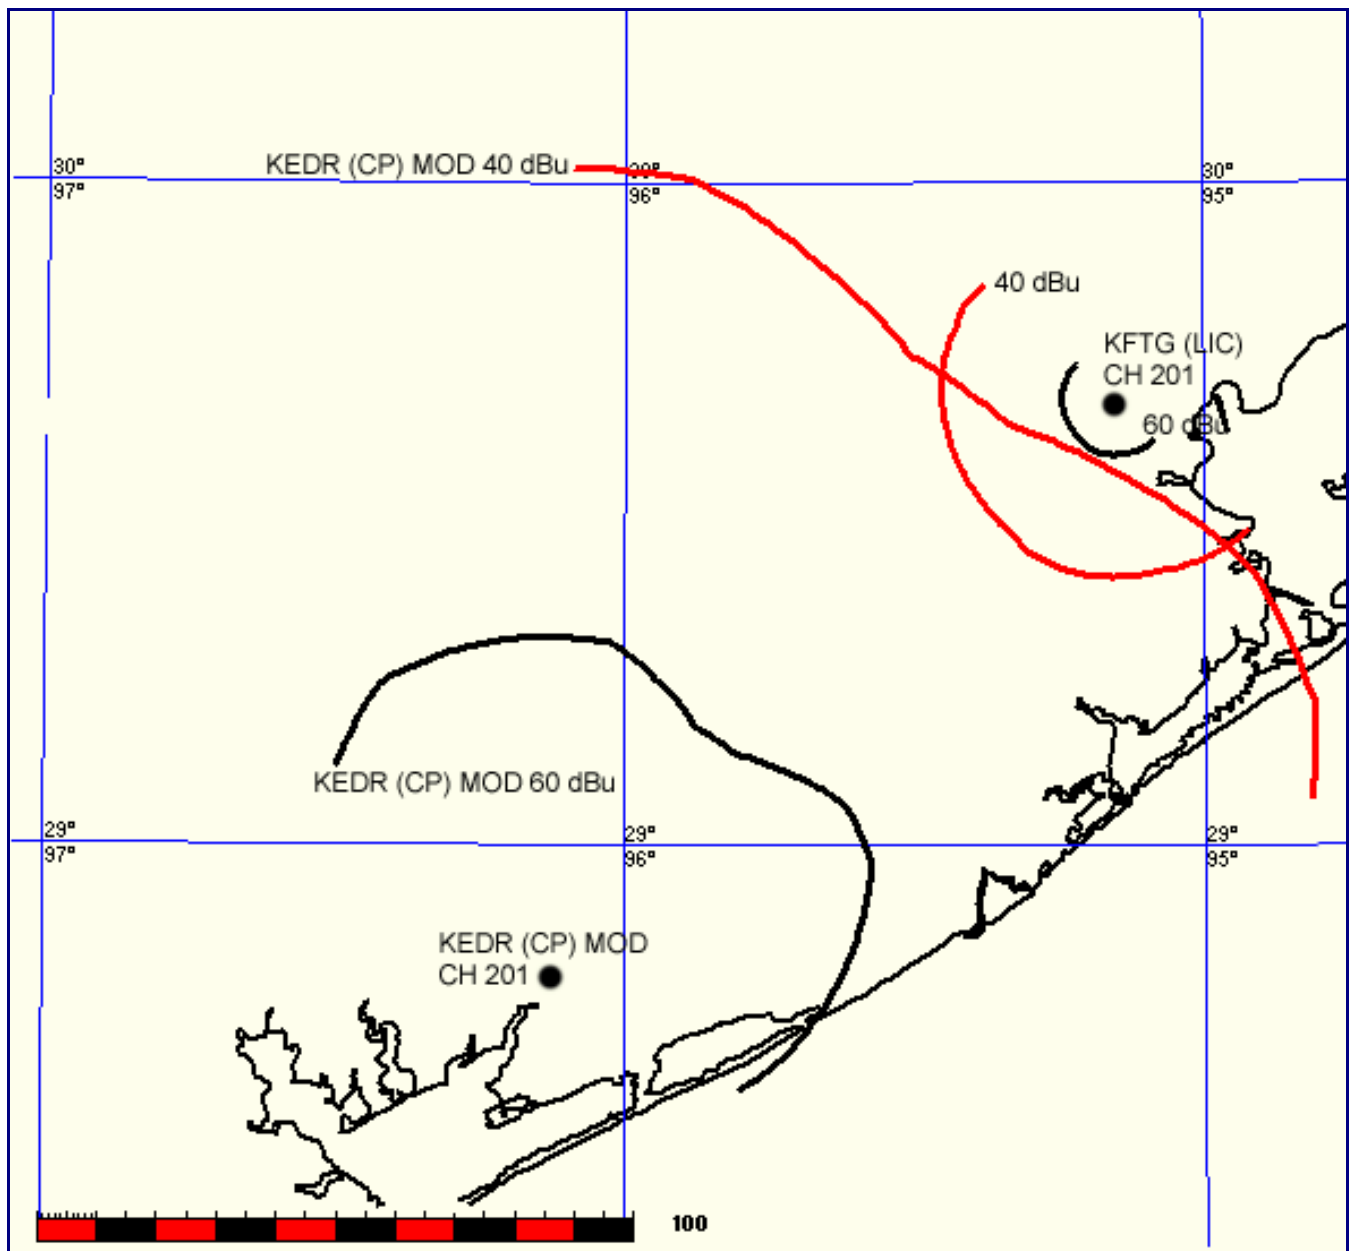 30°
97°
KEDR (CP) MOD 40 dBu
30°
96°
30°
95°
40 dBu
KFTG (LIC)
CH 201
60 dBu
KEDR (CP) MOD 60 dBu
29°
97°
29°
96°
29°
95°
KEDR (CP) MOD
CH 201
100